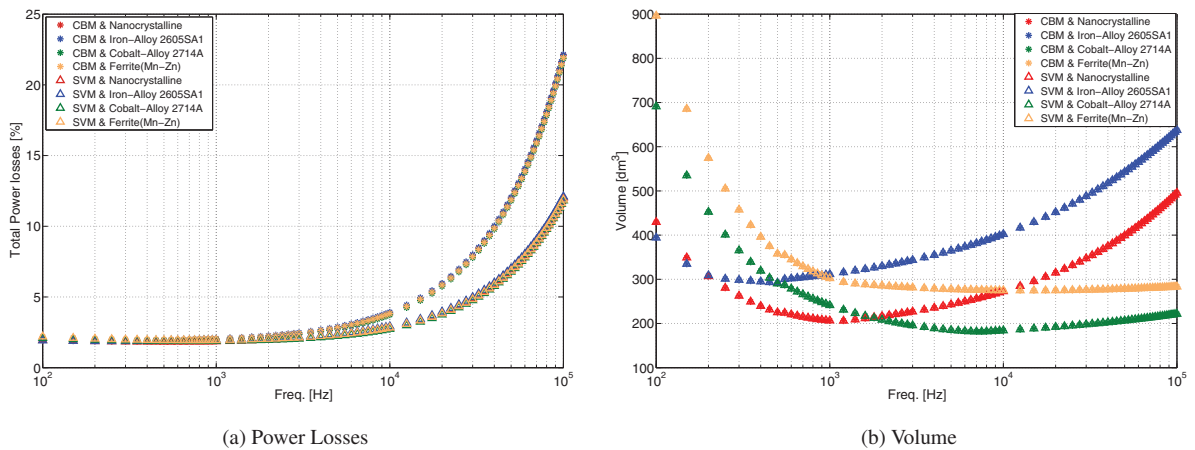 25
20
15
10
5
0
Total Power losses [%]
CBM & Nanocrystalline
CBM & Iron−Alloy 2605SA1
CBM & Cobalt−Alloy 2714A
CBM & Ferrite(Mn−Zn)
SVM & Nanocrystalline
SVM & Iron−Alloy 2605SA1
SVM & Cobalt−Alloy 2714A
SVM & Ferrite(Mn−Zn)
10^2
10^3
10^4
10^5
Freq. [Hz]
(a) Power Losses
900
800
700
600
500
400
300
200
100
Volume [dm^3]
CBM & Nanocrystalline
CBM & Iron−Alloy 2605SA1
CBM & Cobalt−Alloy 2714A
CBM & Ferrite(Mn−Zn)
SVM & Nanocrystalline
SVM & Iron−Alloy 2605SA1
SVM & Cobalt−Alloy 2714A
SVM & Ferrite(Mn−Zn)
10^2
10^3
10^4
10^5
Freq. [Hz]
(b) Volume